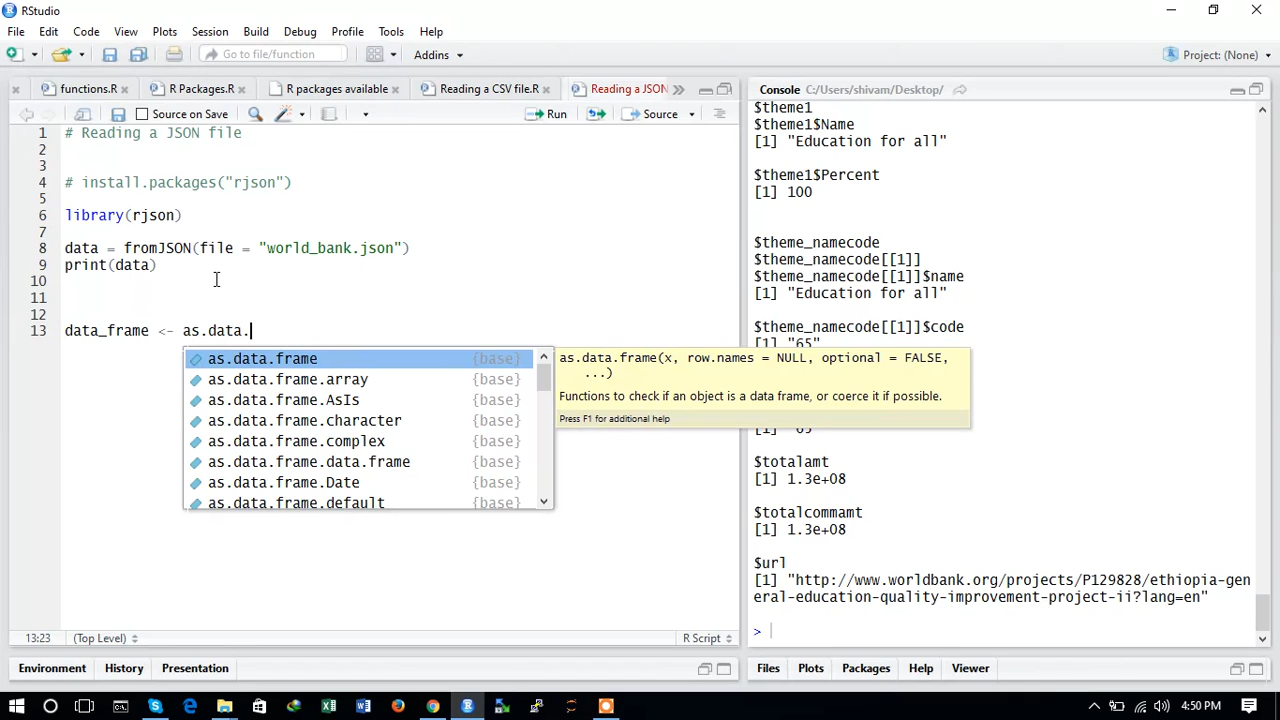 RStudio
File Edit Code View Plots Session Build Debug Profile Tools Help
Go to file/function
Addins
Project: (None)
functions.R
R Packages.R
R packages available
Reading a CSV file.R
Reading a JSON
Source on Save
Run
Source
1 # Reading a JSON file
2
3
4 # install.packages("rjson")
5
6 library(rjson)
7
8 data = fromJSON(file = "world_bank.json")
9 print(data)
10
11
12
13 data_frame <- as.data.
as.data.frame {base}
as.data.frame.array {base}
as.data.frame.AsIs {base}
as.data.frame.character {base}
as.data.frame.complex {base}
as.data.frame.data.frame {base}
as.data.frame.Date {base}
as.data.frame.default {base}
as.data.frame(x, row.names = NULL, optional = FALSE,
...)
Functions to check if an object is a data frame, or coerce it if possible.
Press F1 for additional help
13:23 (Top Level) R Script
Environment History Presentation
Console C:/Users/shivam/Desktop/
$theme1
$theme1$Name
[1] "Education for all"
$theme1$Percent
[1] 100
$theme_namecode
$theme_namecode[[1]]
$theme_namecode[[1]]$name
[1] "Education for all"
$theme_namecode[[1]]$code
[1] "65"
$totalamt
[1] 1.3e+08
$totalcommamt
[1] 1.3e+08
$url
[1] "http://www.worldbank.org/projects/P129828/ethiopia-gen
eral-education-quality-improvement-project-ii?lang=en"
>
Files Plots Packages Help Viewer
4:50 PM